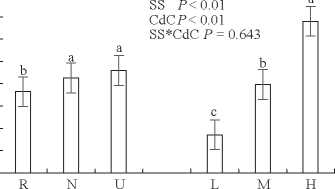 SS P < 0.01
CdC P < 0.01
SS*CdC P = 0.643
a
b
a
a
c
b
R N U L M H